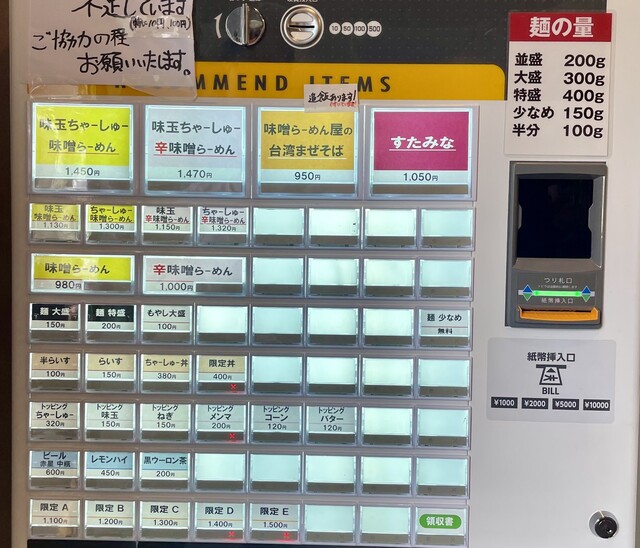 不足しています
(特に10円、100円)
ご協力の程
お願いいたします。
10 50 100 500
MMEND ITEMS
追飯あります!
麺の量
並盛 200g
大盛 300g
特盛 400g
少なめ 150g
半分 100g
味玉ちゃーしゅー
味噌らーめん
1.450円
味玉ちゃーしゅー
辛味噌らーめん
1.470円
味噌らーめん屋の
台湾まぜそば
950円
すたみな
1.050円
味玉
味噌らーめん
1.130円
ちゃーしゅー
味噌らーめん
1.300円
味玉
辛味噌らーめん
1.150円
ちゃーしゅー
辛味噌らーめん
1.320円
味噌らーめん
980円
辛味噌らーめん
1.000円
麺 大盛
150円
麺 特盛
200円
もやし大盛
100円
麺 少なめ
無料
半らいす
100円
らいす
150円
ちゃーしゅー丼
380円
限定丼
400円
トッピング
ちゃーしゅー
320円
トッピング
味玉
150円
トッピング
ねぎ
150円
トッピング
メンマ
200円
トッピング
コーン
120円
トッピング
バター
120円
ビール
赤星 中瓶
600円
レモンハイ
450円
黒ウーロン茶
200円
限定 A
1.100円
限定 B
1.200円
限定 C
1.300円
限定 D
1.400円
限定 E
1.500円
領収書
つり札口
紙幣挿入口
紙幣挿入口
BILL
¥1000 ¥2000 ¥5000 ¥10000